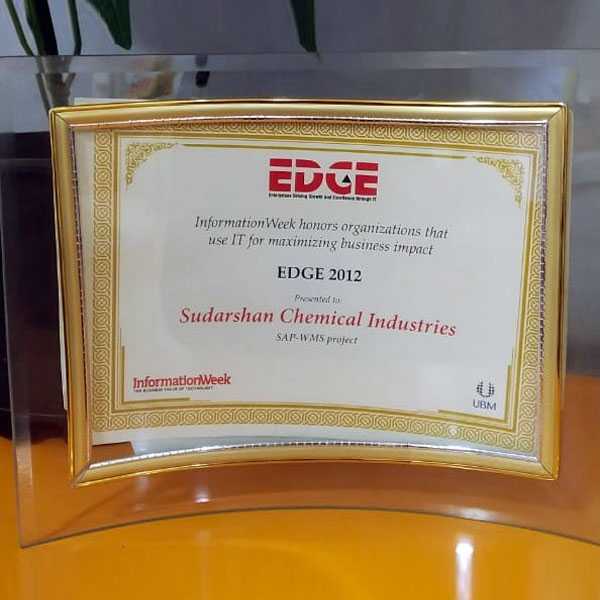 EDGE
Enterprises Driving Growth and Excellence through IT
InformationWeek honors organizations that
use IT for maximizing business impact
EDGE 2012
Presented to
Sudarshan Chemical Industries
SAP-WMS project
InformationWeek
THE BUSINESS VALUE OF TECHNOLOGY
UBM